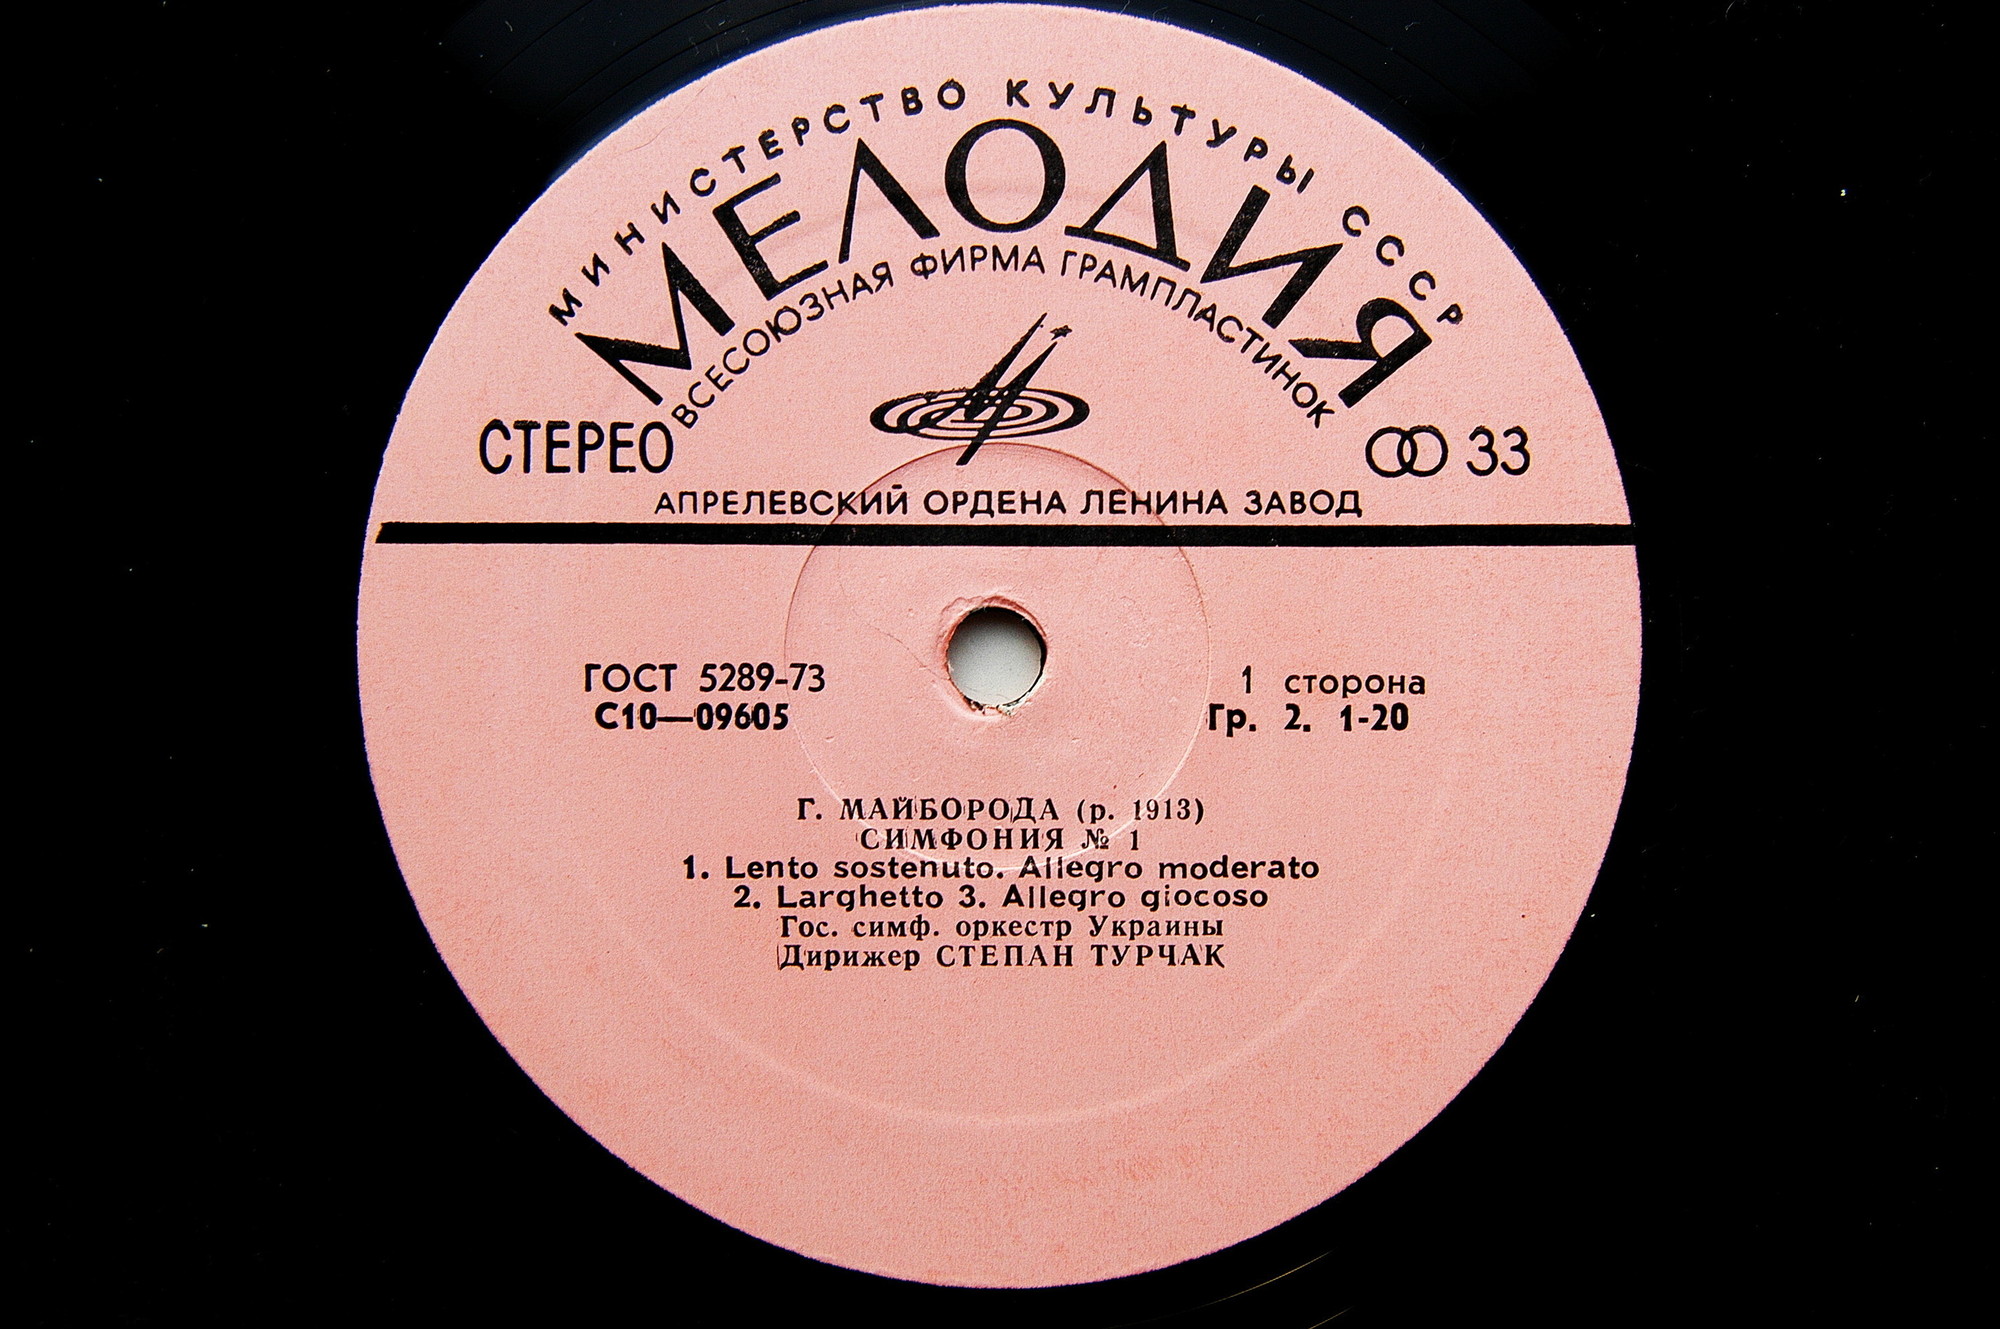 МИНИСТЕРСТВО КУЛЬТУРЫ СССР
МЕЛОДИЯ
ВСЕСОЮЗНАЯ ФИРМА ГРАМПЛАСТИНОК
СТЕРЕО
33
АПРЕЛЕВСКИЙ ОРДЕНА ЛЕНИНА ЗАВОД
ГОСТ 5289-73
С10—09605
1 сторона
Гр. 2. 1-20
Г. МАЙБОРОДА (р. 1913)
СИМФОНИЯ № 1
1. Lento sostenuto. Allegro moderato
2. Larghetto 3. Allegro giocoso
Гос. симф. оркестр Украины
Дирижер СТЕПАН ТУРЧАК